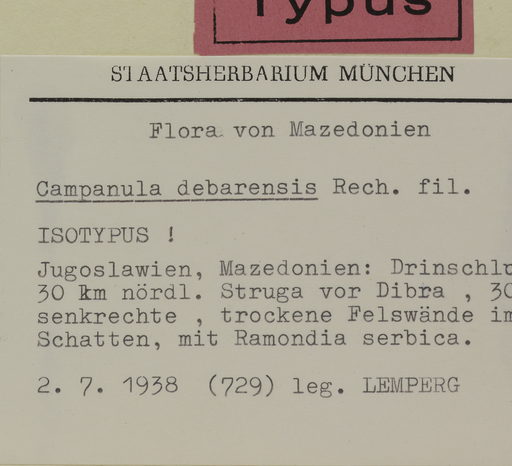 Typus
STAATSHERBARIUM MÜNCHEN
Flora von Mazedonien
Campanula debarensis Rech. fil.
ISOTYPUS !
Jugoslawien, Mazedonien: Drinschlu
30 km nördl. Struga vor Dibra , 30
senkrechte , trockene Felswände im
Schatten, mit Ramondia serbica.
2. 7. 1938 (729) leg. LEMPERG